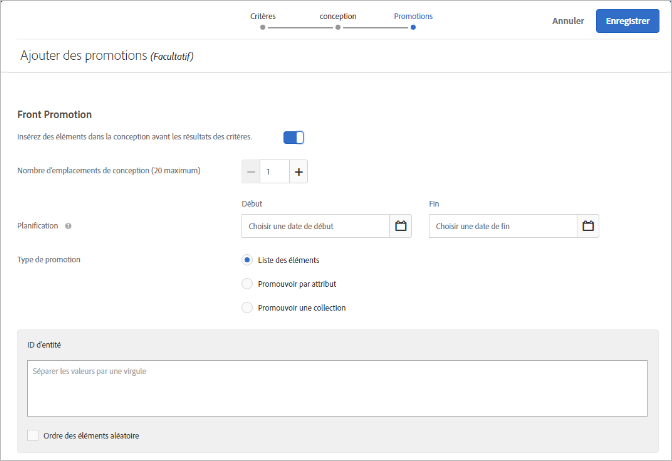 Critères
conception
Promotions
Annuler
Enregistrer
Ajouter des promotions (Facultatif)
Front Promotion
Insérez des éléments dans la conception avant les résultats des critères.
Nombre d'emplacements de conception (20 maximum)
1
Début
Fin
Planification
Choisir une date de début
Choisir une date de fin
Type de promotion
Liste des éléments
Promouvoir par attribut
Promouvoir une collection
ID d'entité
Séparer les valeurs par une virgule
Ordre des éléments aléatoire